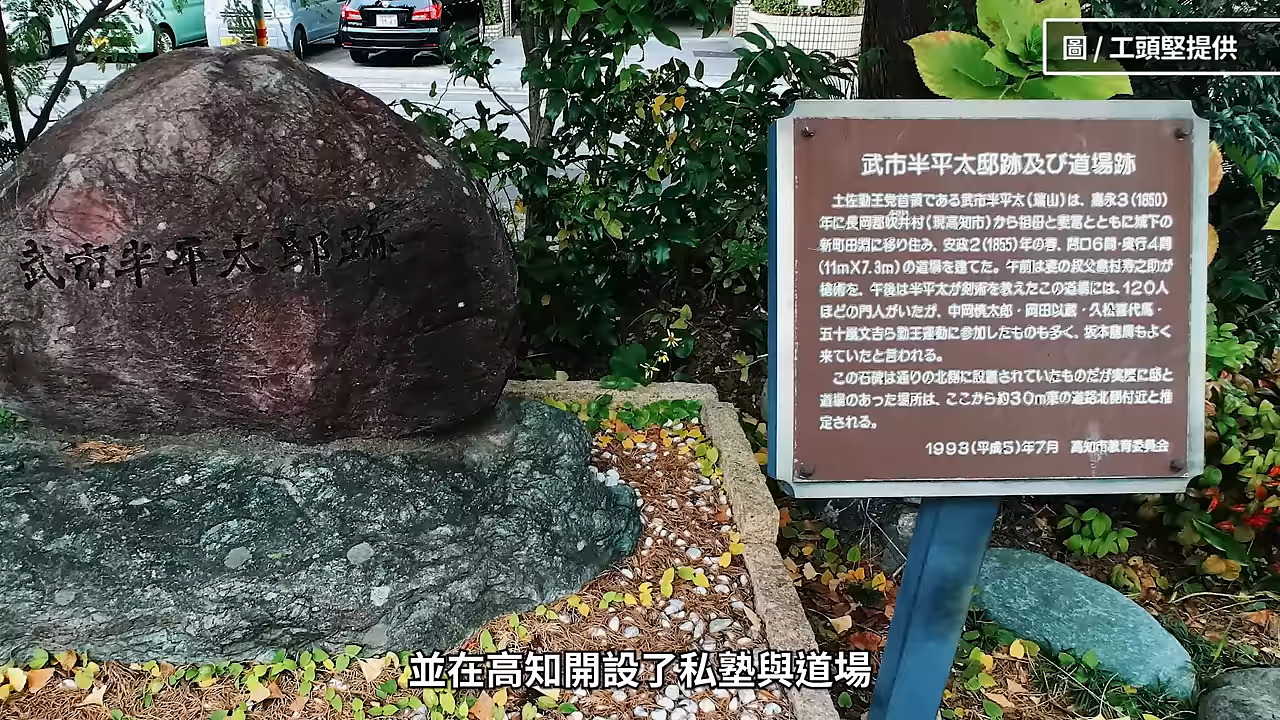 圖 / 工頭堅提供
武市半平太邸跡
武市半平太邸跡及び道場跡
土佐勤王党首領である武市半平太(瑞山)は、嘉永3(1850)
年に長岡郡吹井村(現高知市)から祖母と妻富とともに城下の
新町田淵に移り住み、安政2(1855)年の春、間口6間・奥行4間
(11m×7.3m)の道場を建てた。午前は妻の叔父島村寿之助が
槍術を、午後は半平太が剣術を教えたこの道場には、120人
ほどの門人がいたが、中岡慎太郎・岡田以蔵・久松喜代馬・
五十嵐文吉ら勤王運動に参加したものも多く、坂本龍馬もよく
来ていたと言われる。
この石碑は通りの北側に設置されていたものだが実際に邸と
道場のあった場所は、ここから約30m東の道路北側付近と推
定される。
1993(平成5)年7月 高知市教育委員会
並在高知開設了私塾與道場